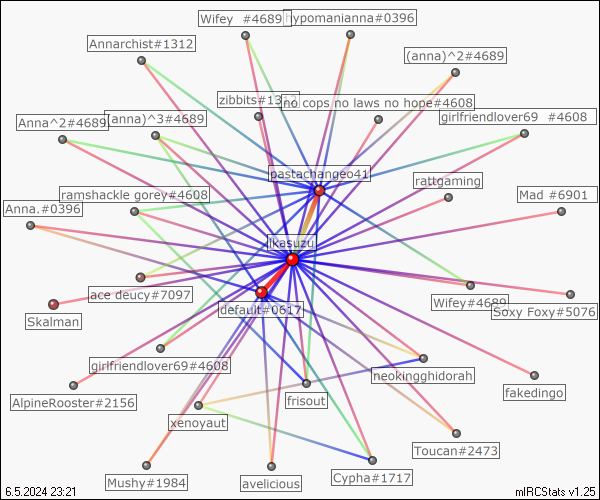 Wifey #4689
hypomanianna#0396
Annarchist#1312
(anna)^2#4689
zibbits#1312
no cops no laws no hope#4608
Anna^2#4689
(anna)^3#4689
girlfriendlover69 #4608
pastachangeo41
rattgaming
ramshackle gorey#4608
Mad #6901
Anna.#0396
ikasuzu
ace deucy#7097
Wifey#4689
Soxy Foxy#5076
default#0617
Skalman
girlfriendlover69#4608
neokingghidorah
fakedingo
AlpineRooster#2156
frisout
xenoyaut
Toucan#2473
Mushy#1984
avelicious
Cypha#1717
6.5.2024 23:21
mIRCStats v1.25